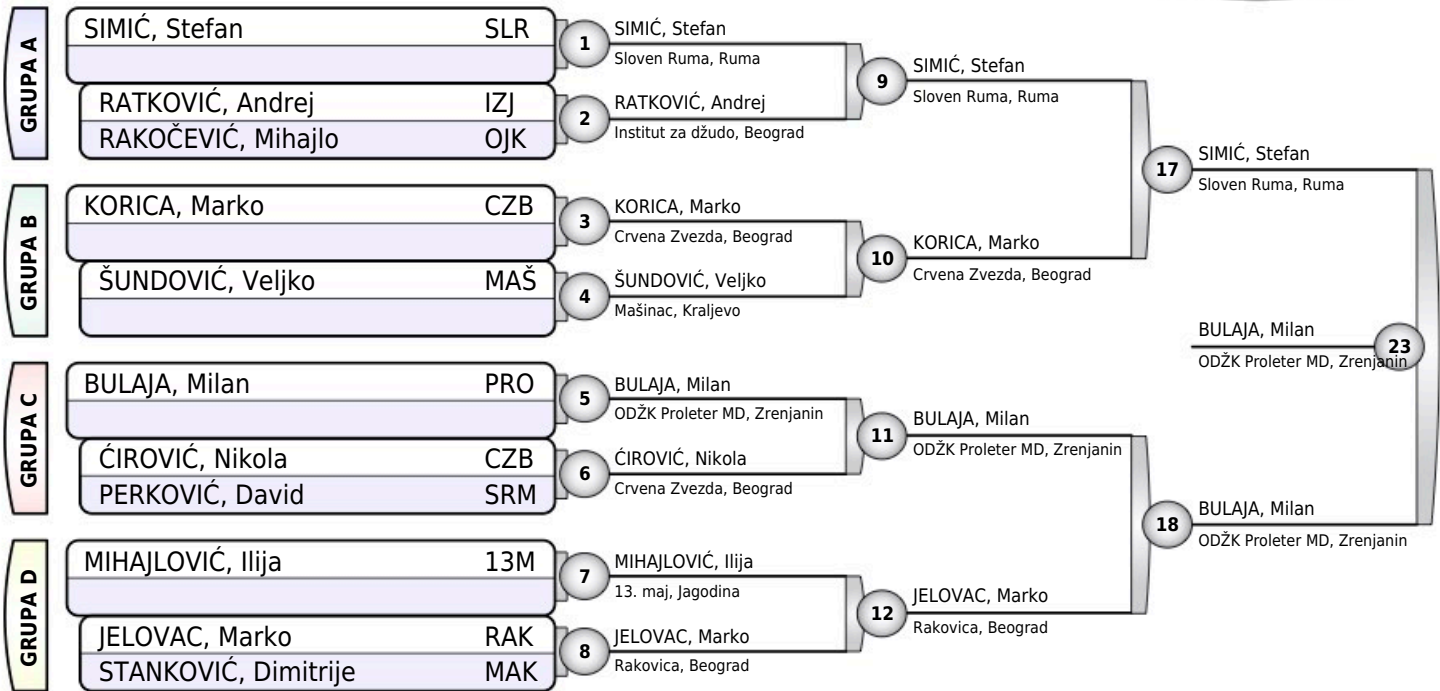 GRUPA A
SIMIĆ, Stefan SLR
RATKOVIĆ, Andrej IZJ
RAKOČEVIĆ, Mihajlo OJK
GRUPA B
KORICA, Marko CZB
ŠUNDOVIĆ, Veljko MAŠ
GRUPA C
BULAJA, Milan PRO
ĆIROVIĆ, Nikola CZB
PERKOVIĆ, David SRM
GRUPA D
MIHAJLOVIĆ, Ilija 13M
JELOVAC, Marko RAK
STANKOVIĆ, Dimitrije MAK
1
SIMIĆ, Stefan
Sloven Ruma, Ruma
2
RATKOVIĆ, Andrej
Institut za džudo, Beograd
3
KORICA, Marko
Crvena Zvezda, Beograd
4
ŠUNDOVIĆ, Veljko
Mašinac, Kraljevo
5
BULAJA, Milan
ODŽK Proleter MD, Zrenjanin
6
ĆIROVIĆ, Nikola
Crvena Zvezda, Beograd
7
MIHAJLOVIĆ, Ilija
13. maj, Jagodina
8
JELOVAC, Marko
Rakovica, Beograd
9
SIMIĆ, Stefan
Sloven Ruma, Ruma
10
KORICA, Marko
Crvena Zvezda, Beograd
11
BULAJA, Milan
ODŽK Proleter MD, Zrenjanin
12
JELOVAC, Marko
Rakovica, Beograd
17
SIMIĆ, Stefan
Sloven Ruma, Ruma
18
BULAJA, Milan
ODŽK Proleter MD, Zrenjanin
BULAJA, Milan
ODŽK Proleter MD, Zrenjanin
23